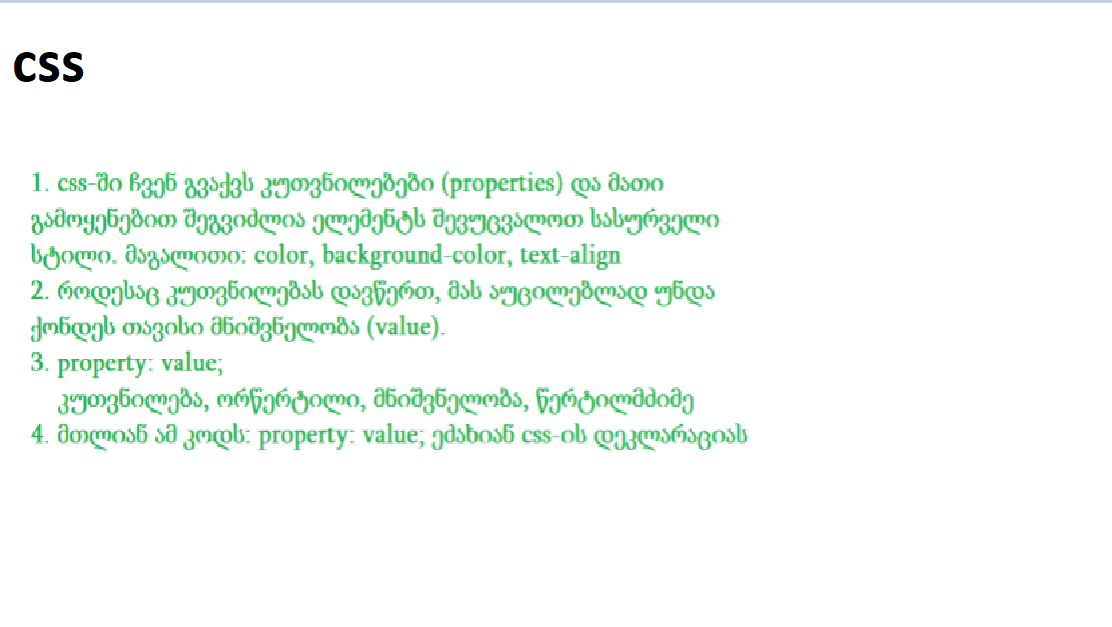 css
1. css-ში ჩვენ გვაქვს კუთვნილებები (properties) და მათი
გამოყენებით შეგვიძლია ელემენტს შევუცვალოთ სასურველი
სტილი. მაგალითი: color, background-color, text-align
2. როდესაც კუთვნილებას დავწერთ, მას აუცილებლად უნდა
ქონდეს თავისი მნიშვნელობა (value).
3. property: value;
კუთვნილება, ორწერტილი, მნიშვნელობა, წერტილმძიმე
4. მთლიან ამ კოდს: property: value; ეძახიან css-ის დეკლარაციას